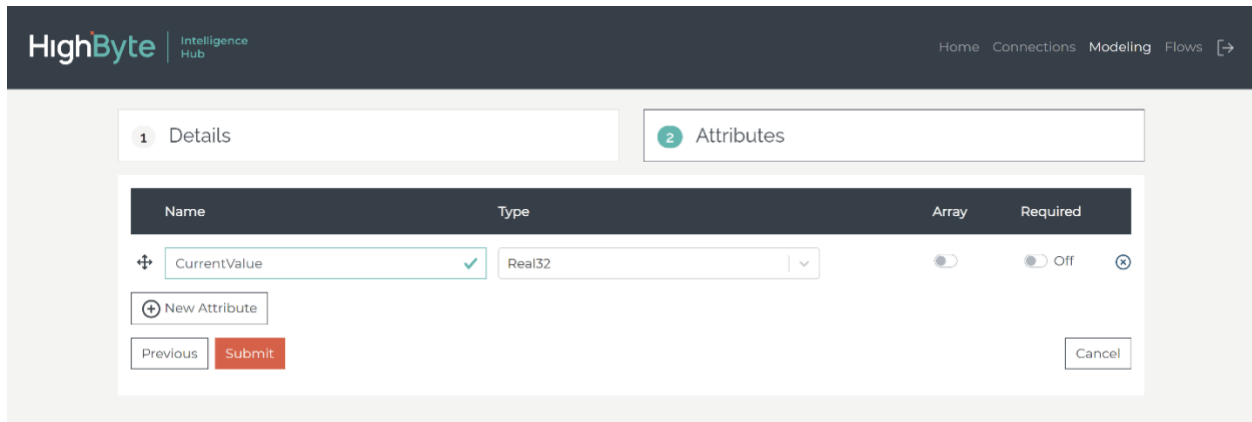 HighByte
Intelligence
Hub
Home Connections Modeling Flows
1 Details
2 Attributes
Name Type Array Required
CurrentValue Real32 Off
New Attribute
Previous Submit Cancel